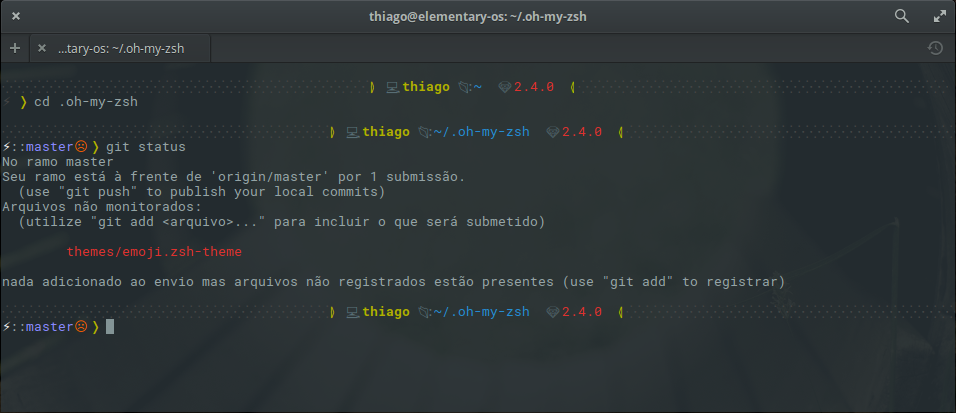 thiago@elementary-os: ~/.oh-my-zsh
...tary-os: ~/.oh-my-zsh
thiago :~ 2.4.0
❯ cd .oh-my-zsh
thiago :~/.oh-my-zsh 2.4.0
⚡::master☹ ❯ git status
No ramo master
Seu ramo está à frente de 'origin/master' por 1 submissão.
(use "git push" to publish your local commits)
Arquivos não monitorados:
(utilize "git add <arquivo>..." para incluir o que será submetido)
themes/emoji.zsh-theme
nada adicionado ao envio mas arquivos não registrados estão presentes (use "git add" to registrar)
thiago :~/.oh-my-zsh 2.4.0
⚡::master☹ ❯